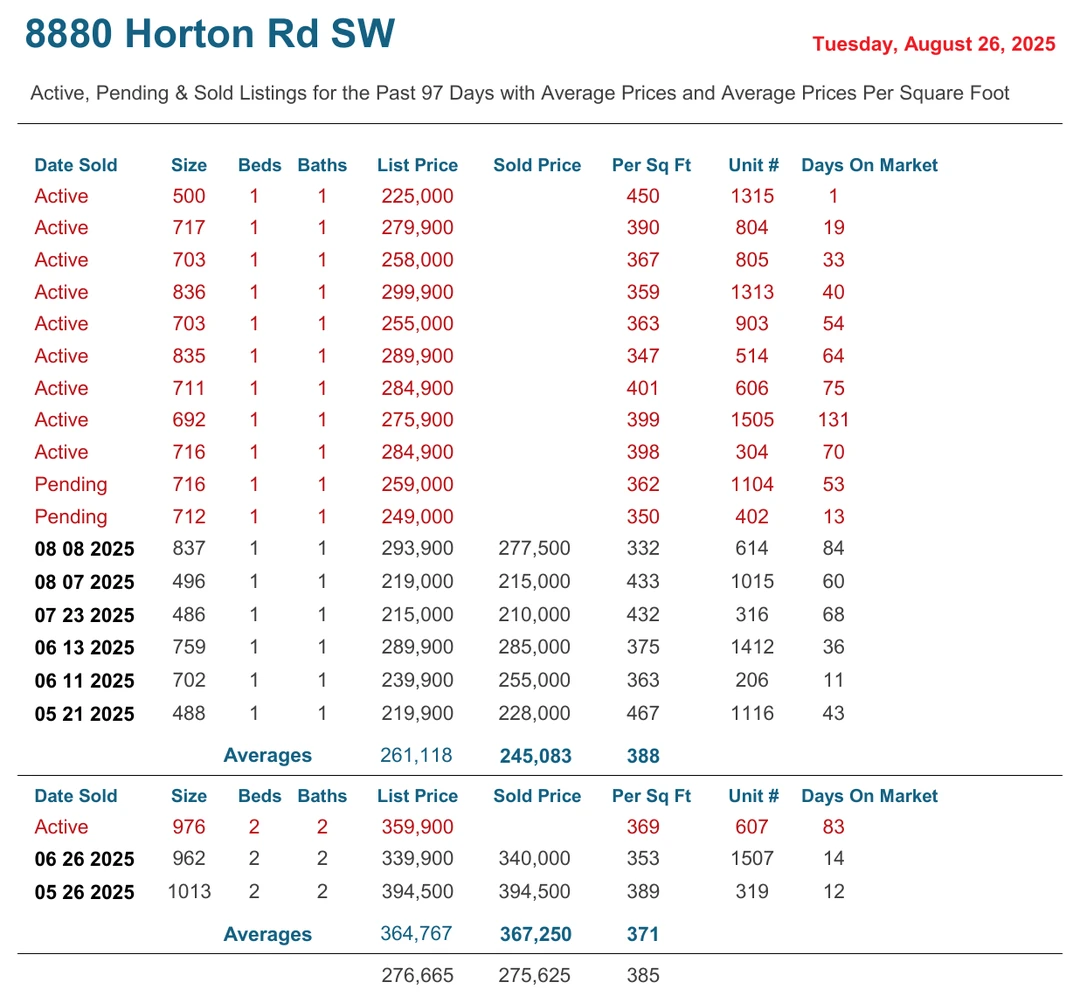 8880 Horton Rd SW
Tuesday, August 26, 2025
Active, Pending & Sold Listings for the Past 97 Days with Average Prices and Average Prices Per Square Foot
Date Sold Size Beds Baths List Price Sold Price Per Sq Ft Unit # Days On Market
Active 500 1 1 225,000 450 1315 1
Active 717 1 1 279,900 390 804 19
Active 703 1 1 258,000 367 805 33
Active 836 1 1 299,900 359 1313 40
Active 703 1 1 255,000 363 903 54
Active 835 1 1 289,900 347 514 64
Active 711 1 1 284,900 401 606 75
Active 692 1 1 275,900 399 1505 131
Active 716 1 1 284,900 398 304 70
Pending 716 1 1 259,000 362 1104 53
Pending 712 1 1 249,000 350 402 13
08 08 2025 837 1 1 293,900 277,500 332 614 84
08 07 2025 496 1 1 219,000 215,000 433 1015 60
07 23 2025 486 1 1 215,000 210,000 432 316 68
06 13 2025 759 1 1 289,900 285,000 375 1412 36
06 11 2025 702 1 1 239,900 255,000 363 206 11
05 21 2025 488 1 1 219,900 228,000 467 1116 43
Averages 261,118 245,083 388
Date Sold Size Beds Baths List Price Sold Price Per Sq Ft Unit # Days On Market
Active 976 2 2 359,900 369 607 83
06 26 2025 962 2 2 339,900 340,000 353 1507 14
05 26 2025 1013 2 2 394,500 394,500 389 319 12
Averages 364,767 367,250 371
276,665 275,625 385